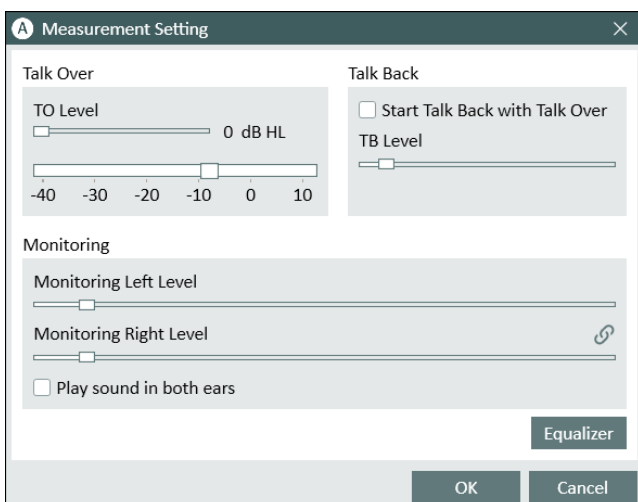 A Measurement Setting
Talk Over
Talk Back
TO Level
0 dB HL
-40 -30 -20 -10 0 10
Start Talk Back with Talk Over
TB Level
Monitoring
Monitoring Left Level
Monitoring Right Level
Play sound in both ears
Equalizer
OK
Cancel